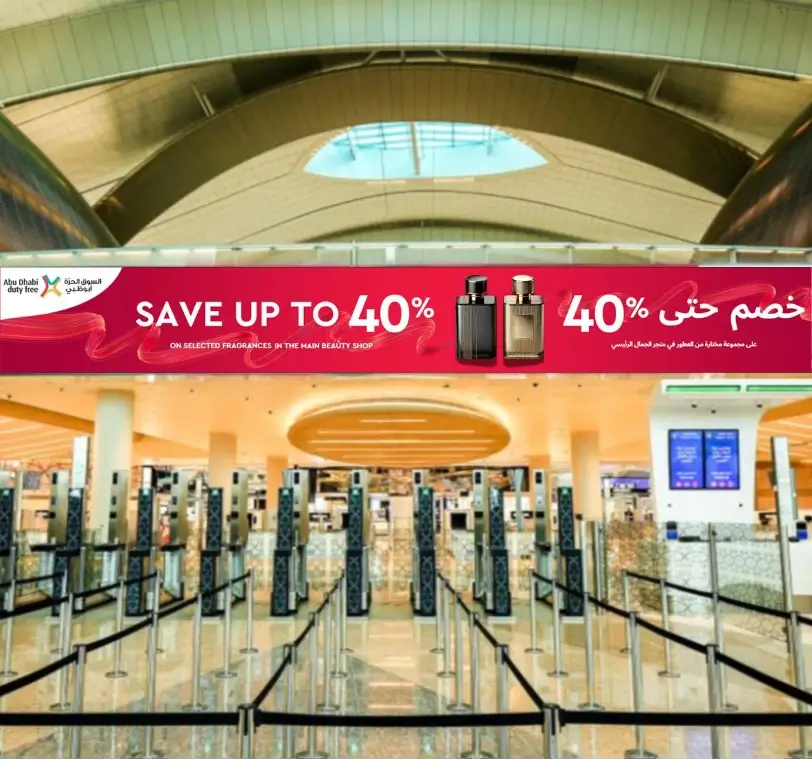 Abu Dhabi
duty free
السوق الحرّة
أبوظبي
SAVE UP TO 40%
ON SELECTED FRAGRANCES IN THE MAIN BEAUTY SHOP
خصم حتى 40%
على مجموعة مختارة من العطور في متجر الجمال الرئيسي